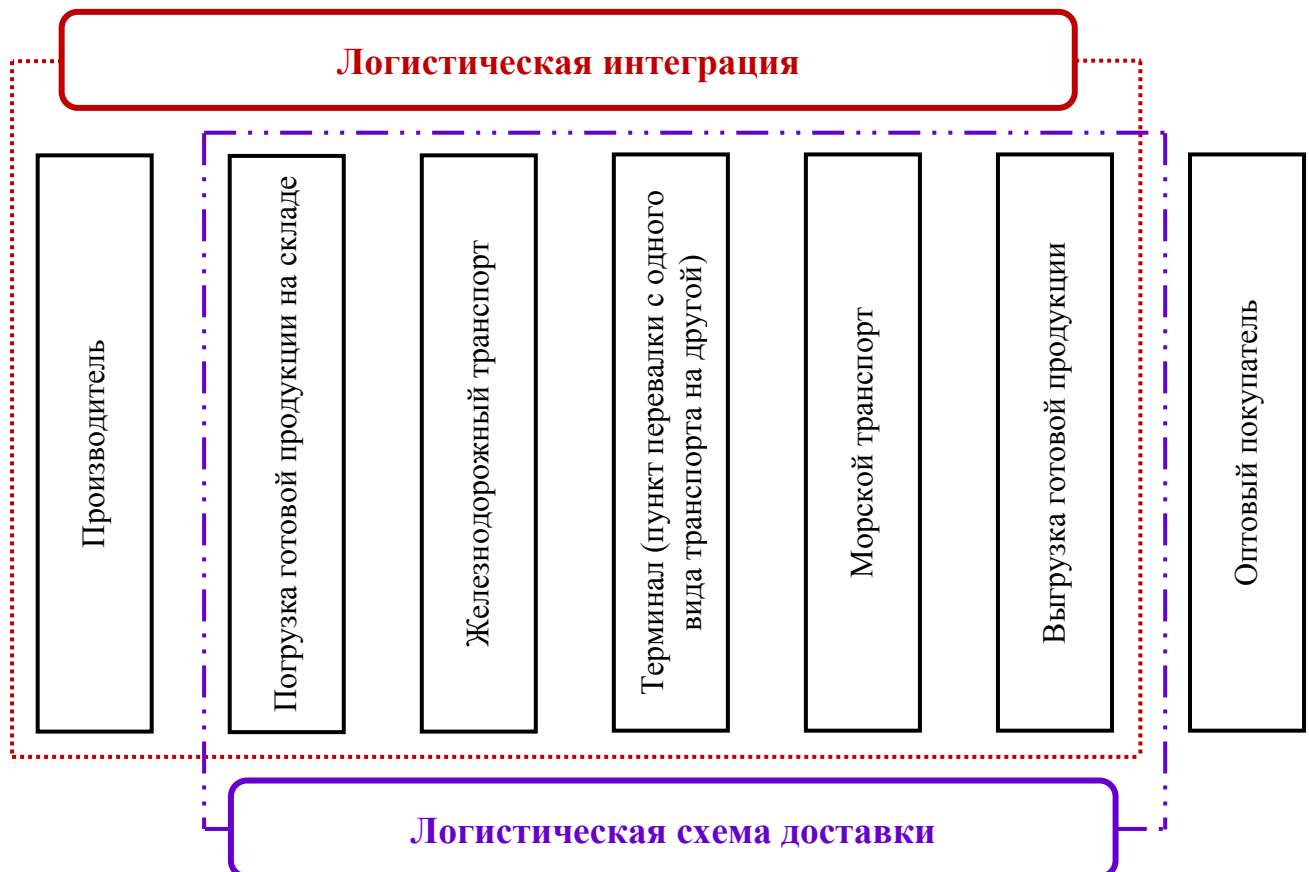 Логистическая интеграция
Производитель
Погрузка готовой продукции на складе
Железнодорожный транспорт
Терминал (пункт перевалки с одного
вида транспорта на другой)
Морской транспорт
Выгрузка готовой продукции
Оптовый покупатель
Логистическая схема доставки